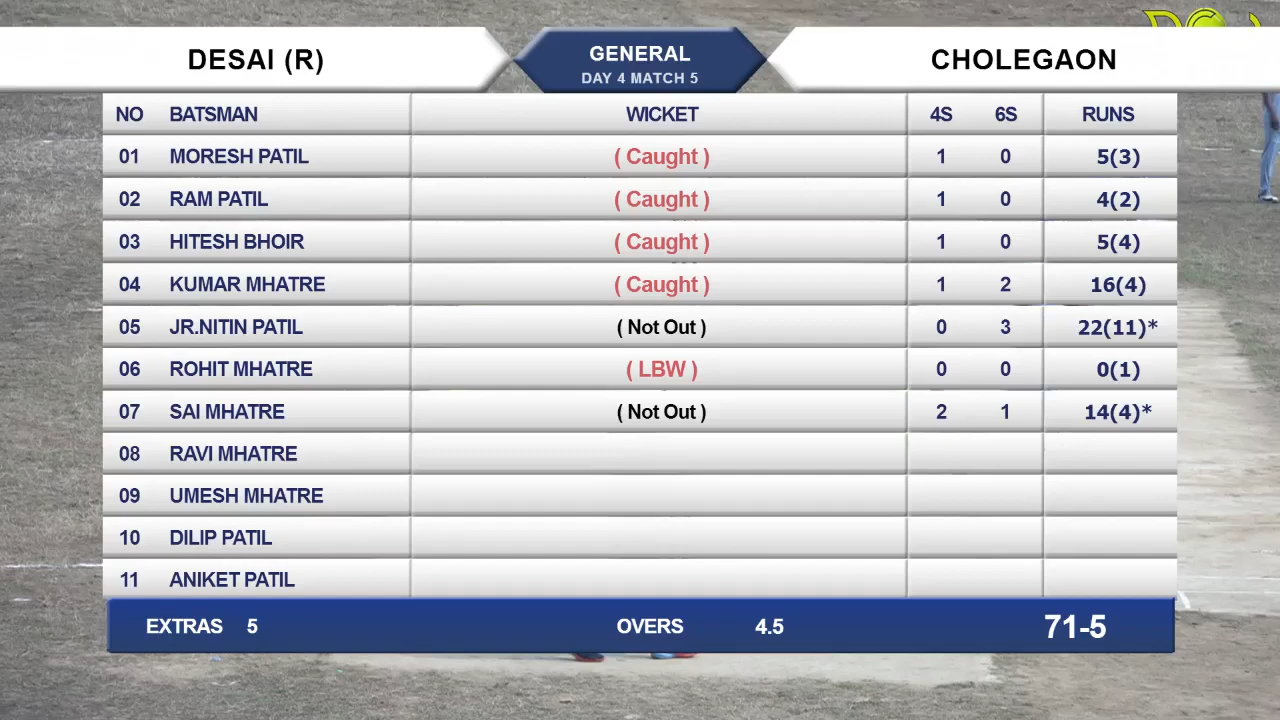 DESAI (R) GENERAL CHOLEGAON
DAY 4 MATCH 5
NO BATSMAN WICKET 4S 6S RUNS
01 MORESH PATIL ( Caught ) 1 0 5(3)
02 RAM PATIL ( Caught ) 1 0 4(2)
03 HITESH BHOIR ( Caught ) 1 0 5(4)
04 KUMAR MHATRE ( Caught ) 1 2 16(4)
05 JR.NITIN PATIL ( Not Out ) 0 3 22(11)*
06 ROHIT MHATRE ( LBW ) 0 0 0(1)
07 SAI MHATRE ( Not Out ) 2 1 14(4)*
08 RAVI MHATRE
09 UMESH MHATRE
10 DILIP PATIL
11 ANIKET PATIL
EXTRAS 5 OVERS 4.5 71-5